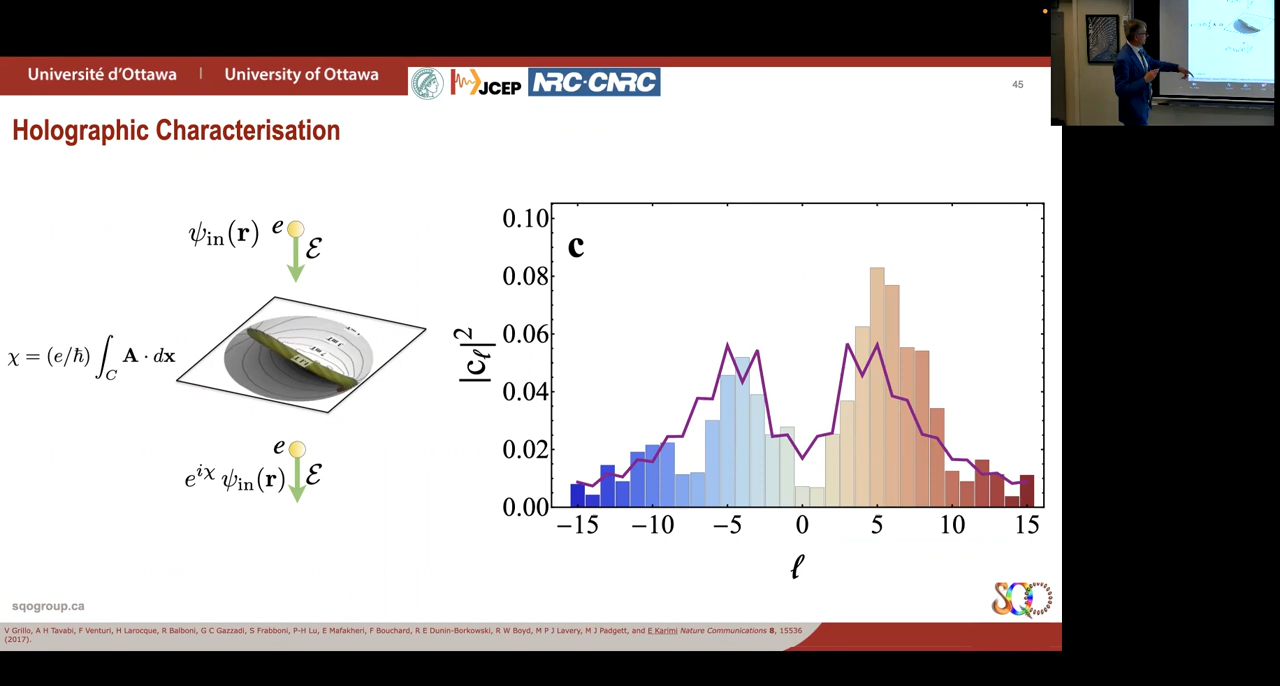 Université d'Ottawa | University of Ottawa
JCEP
NRC·CNRC
45
Holographic Characterisation
ψin(r) e ℰ
χ = (e/ħ) ∫C A · dx
e ℰ
e^{iχ} ψin(r)
c
|cℓ|²
0.10
0.08
0.06
0.04
0.02
0.00
−15 −10 −5 0 5 10 15
ℓ
sqogroup.ca
SQO
V Grillo, A H Tavabi, F Venturi, H Larocque, R Balboni, G C Gazzadi, S Frabboni, P-H Lu, E Mafakheri, F Bouchard, R E Dunin-Borkowski, R W Boyd, M P J Lavery, M J Padgett, and E Karimi Nature Communications 8, 15536
(2017).